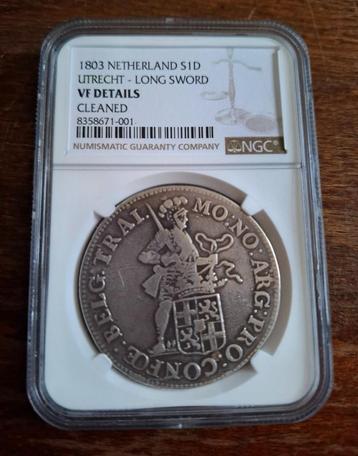 1803 NETHERLAND S1D
UTRECHT - LONG SWORD
VF DETAILS
CLEANED
8358671-001
NUMISMATIC GUARANTY COMPANY NGC®
MO·NO·ARG·PRO·CONFOE·BELG·TRAI·